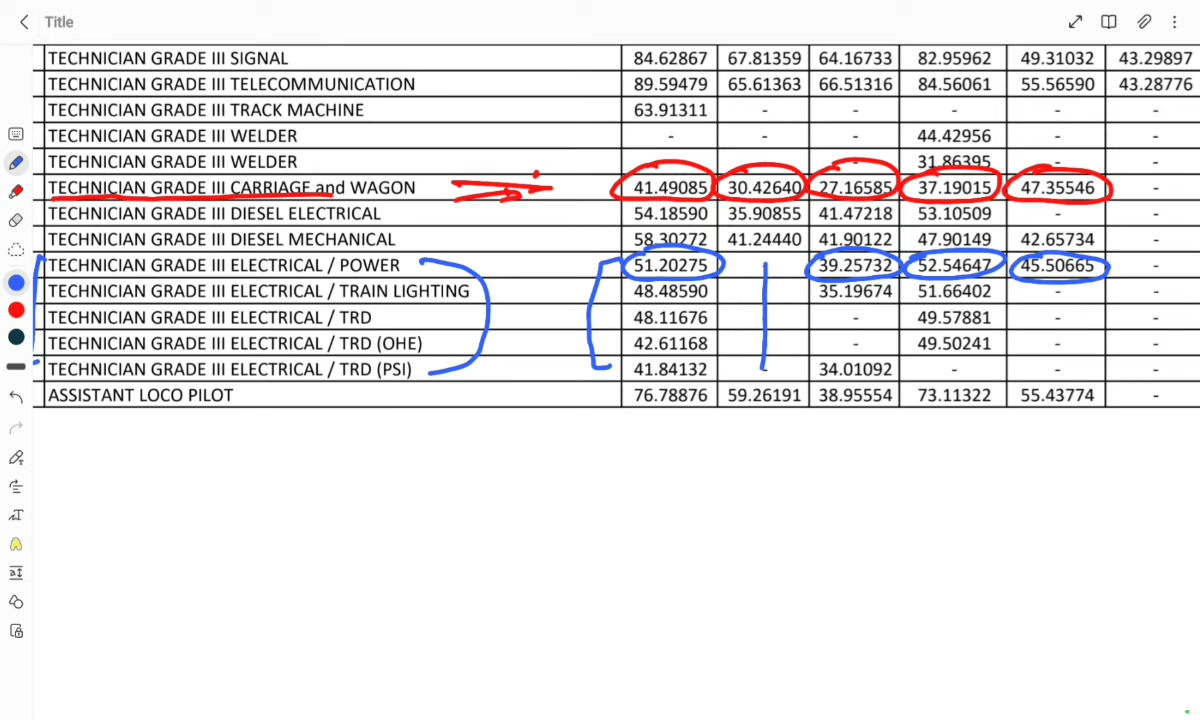 Title
TECHNICIAN GRADE III SIGNAL 84.62867 67.81359 64.16733 82.95962 49.31032 43.29897
TECHNICIAN GRADE III TELECOMMUNICATION 89.59479 65.61363 66.51316 84.56061 55.56590 43.28776
TECHNICIAN GRADE III TRACK MACHINE 63.91311 - - - - -
TECHNICIAN GRADE III WELDER - - - 44.42956 - -
TECHNICIAN GRADE III WELDER - 31.86395 - -
TECHNICIAN GRADE III CARRIAGE and WAGON 41.49085 30.42640 27.16585 37.19015 47.35546 -
TECHNICIAN GRADE III DIESEL ELECTRICAL 54.18590 35.90855 41.47218 53.10509 - -
TECHNICIAN GRADE III DIESEL MECHANICAL 58.30272 41.24440 41.90122 47.90149 42.65734 -
TECHNICIAN GRADE III ELECTRICAL / POWER 51.20275 39.25732 52.54647 45.50665 -
TECHNICIAN GRADE III ELECTRICAL / TRAIN LIGHTING 48.48590 35.19674 51.66402 - -
TECHNICIAN GRADE III ELECTRICAL / TRD 48.11676 - 49.57881 - -
TECHNICIAN GRADE III ELECTRICAL / TRD (OHE) 42.61168 - 49.50241 - -
TECHNICIAN GRADE III ELECTRICAL / TRD (PSI) 41.84132 - 34.01092 - - -
ASSISTANT LOCO PILOT 76.78876 59.26191 38.95554 73.11322 55.43774 -